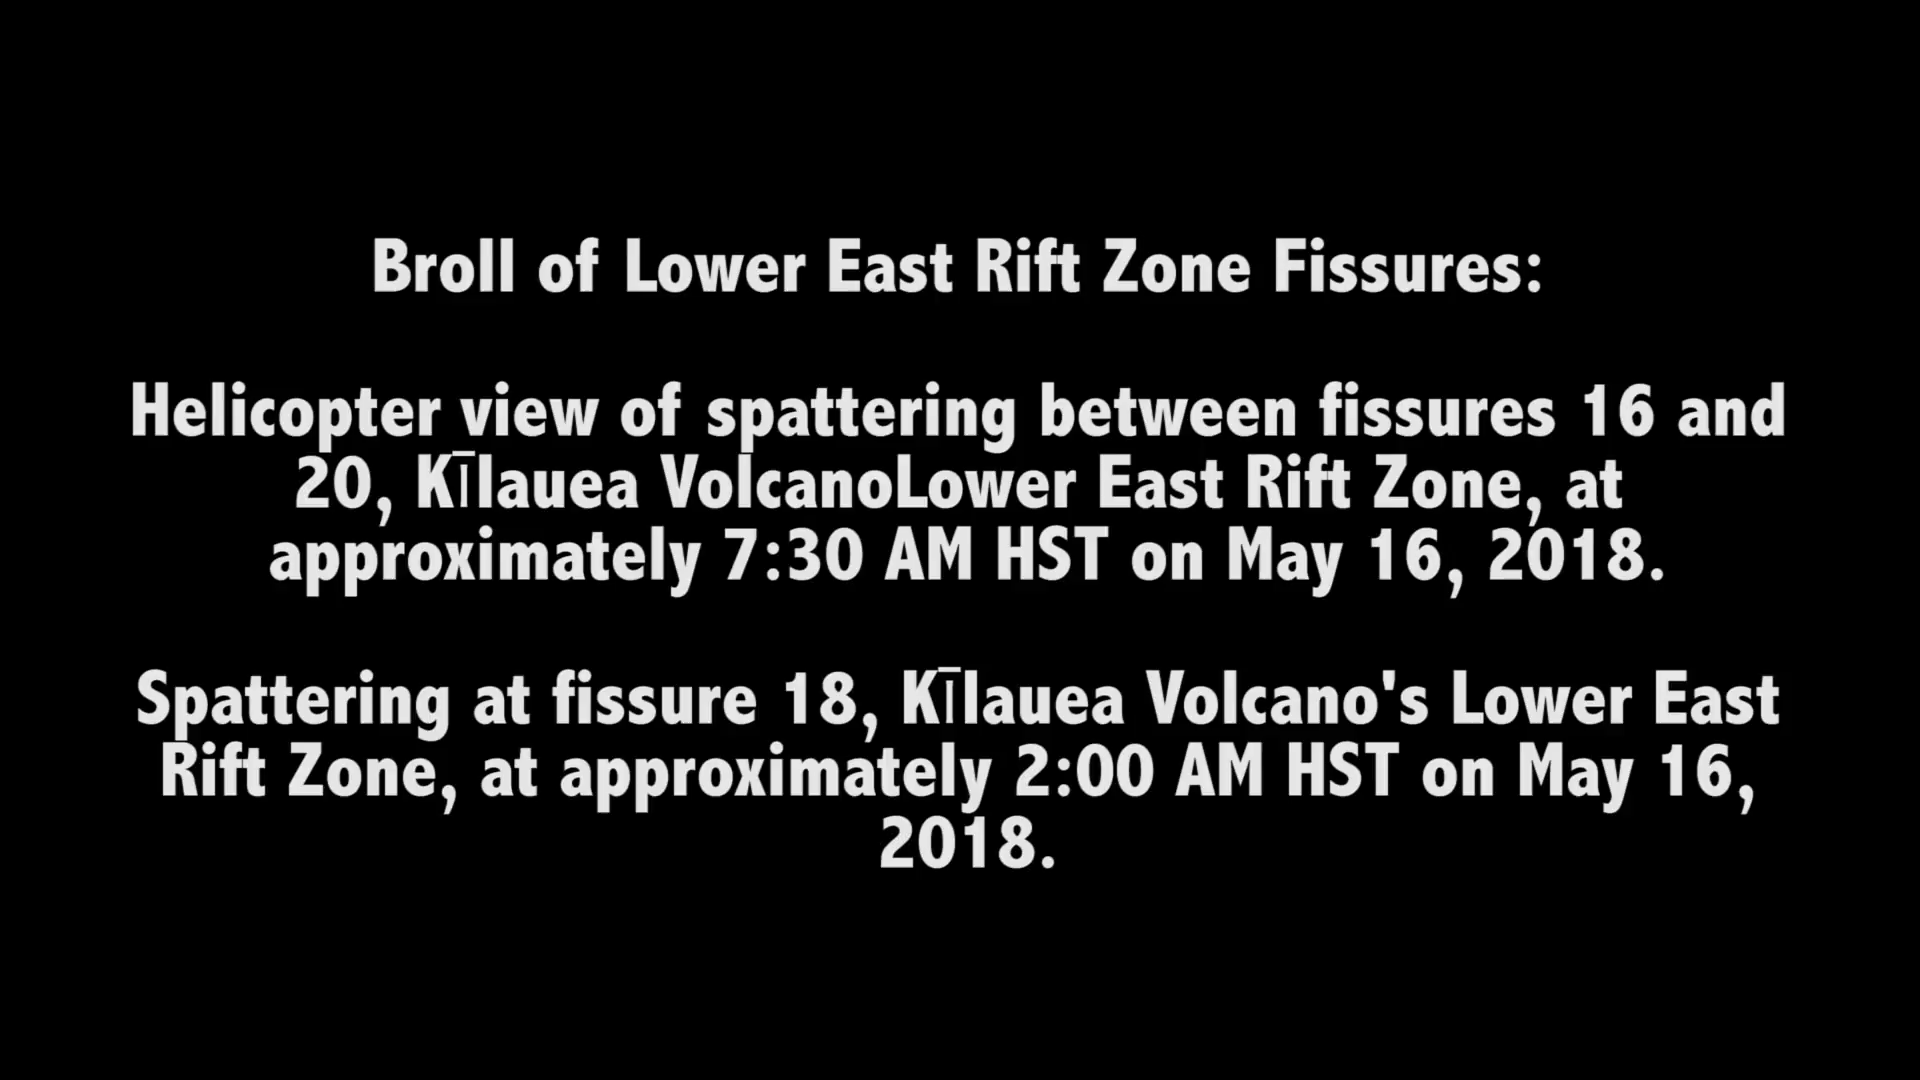 Broll of Lower East Rift Zone Fissures:
Helicopter view of spattering between fissures 16 and
20, Kīlauea VolcanoLower East Rift Zone, at
approximately 7:30 AM HST on May 16, 2018.
Spattering at fissure 18, Kīlauea Volcano's Lower East
Rift Zone, at approximately 2:00 AM HST on May 16,
2018.